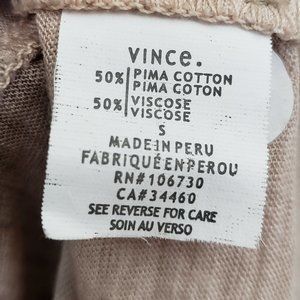 VINCE.
50% PIMA COTTON
PIMA COTON
50% VISCOSE
VISCOSE
S
MADE IN PERU
FABRIQUÉ EN PEROU
RN#106730
CA#34460
SEE REVERSE FOR CARE
SOIN AU VERSO